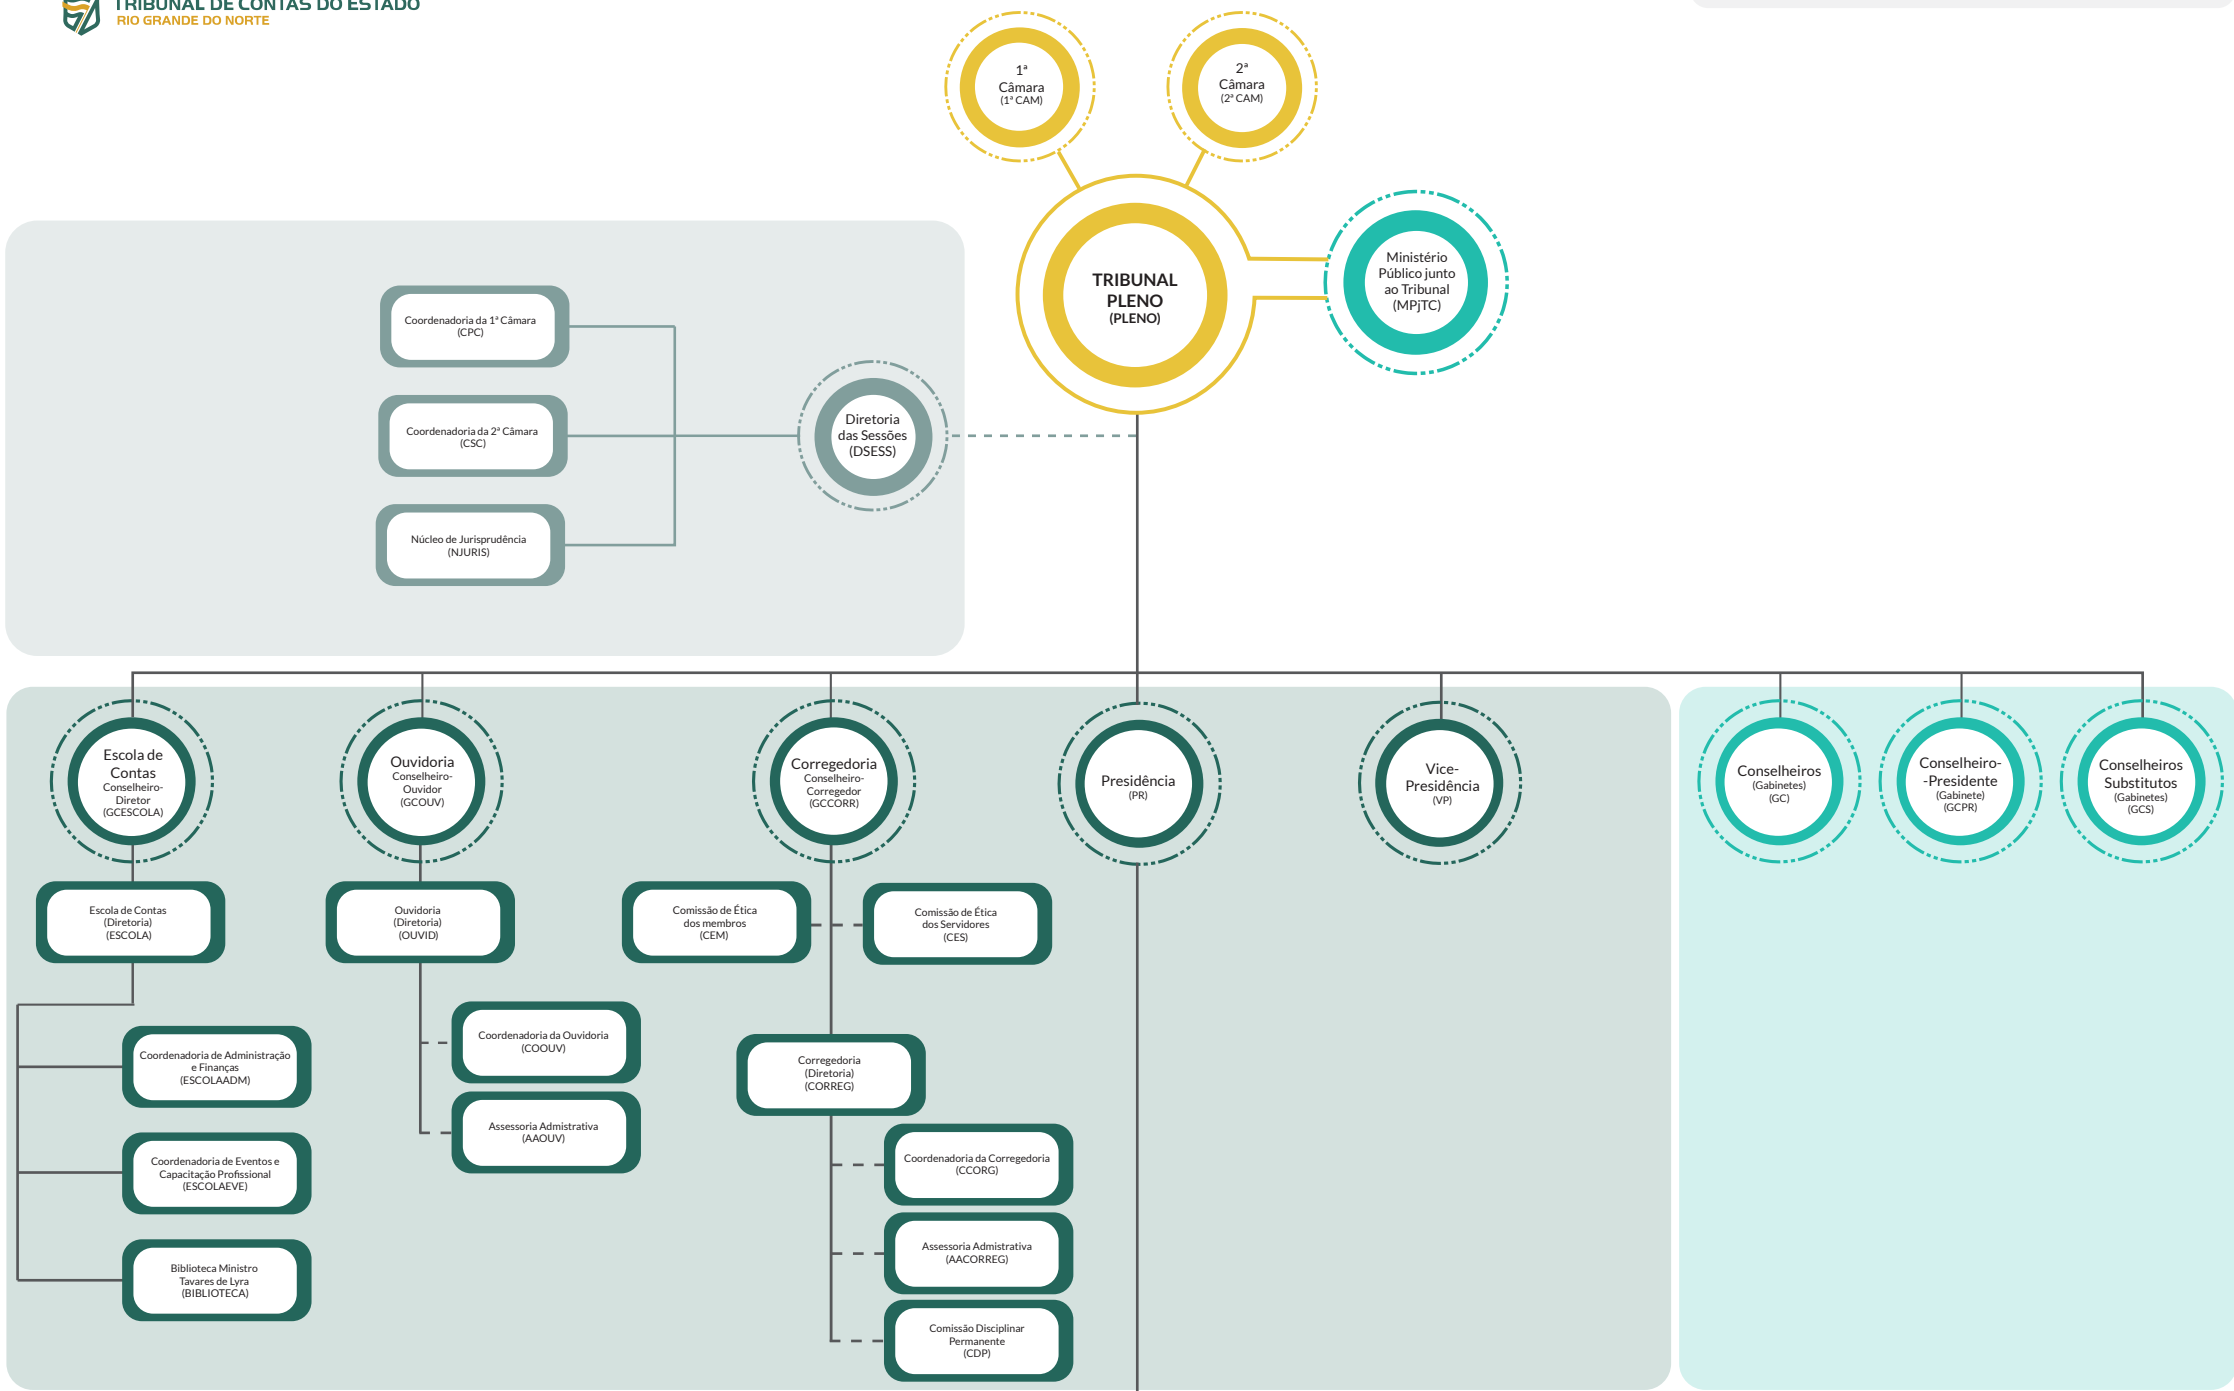 TRIBUNAL DE CONTAS DO ESTADO
RIO GRANDE DO NORTE
1ª
Câmara
(1ª CAM)
2ª
Câmara
(2ª CAM)
TRIBUNAL
PLENO
(PLENO)
Ministério
Público junto
ao Tribunal
(MPjTC)
Coordenadoria da 1ª Câmara
(CPC)
Coordenadoria da 2ª Câmara
(CSC)
Núcleo de Jurisprudência
(NJURIS)
Diretoria
das Sessões
(DSESS)
Escola de
Contas
Conselheiro-
Diretor
(GCESCOLA)
Ouvidoria
Conselheiro-
Ouvidor
(GCOUV)
Corregedoria
Conselheiro-
Corregedor
(GCCORR)
Presidência
(PR)
Vice-
Presidência
(VP)
Conselheiros
(Gabinetes)
(GC)
Conselheiro-
-Presidente
(Gabinete)
(GCPR)
Conselheiros
Substitutos
(Gabinetes)
(GCS)
Escola de Contas
(Diretoria)
(ESCOLA)
Ouvidoria
(Diretoria)
(OUVID)
Comissão de Ética
dos membros
(CEM)
Comissão de Ética
dos Servidores
(CES)
Coordenadoria de Administração
e Finanças
(ESCOLAADM)
Coordenadoria de Eventos e
Capacitação Profissional
(ESCOLAEVE)
Biblioteca Ministro
Tavares de Lyra
(BIBLIOTECA)
Coordenadoria da Ouvidoria
(COOUV)
Assessoria Admistrativa
(AAOUV)
Corregedoria
(Diretoria)
(CORREG)
Coordenadoria da Corregedoria
(CCORG)
Assessoria Admistrativa
(AACORREG)
Comissão Disciplinar
Permanente
(CDP)